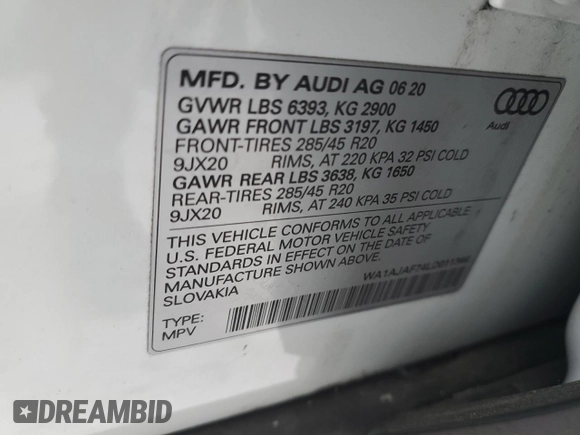 MFD. BY AUDI AG 06 20
GVWR LBS 6393, KG 2900
GAWR FRONT LBS 3197, KG 1450
FRONT-TIRES 285/45 R20
9JX20 RIMS, AT 220 KPA 32 PSI COLD
GAWR REAR LBS 3638, KG 1650
REAR-TIRES 285/45 R20
9JX20 RIMS, AT 240 KPA 35 PSI COLD
Audi
THIS VEHICLE CONFORMS TO ALL APPLICABLE
U.S. FEDERAL MOTOR VEHICLE SAFETY
STANDARDS IN EFFECT ON THE DATE OF
MANUFACTURE SHOWN ABOVE.
SLOVAKIA
TYPE:
MPV
DREAMBID